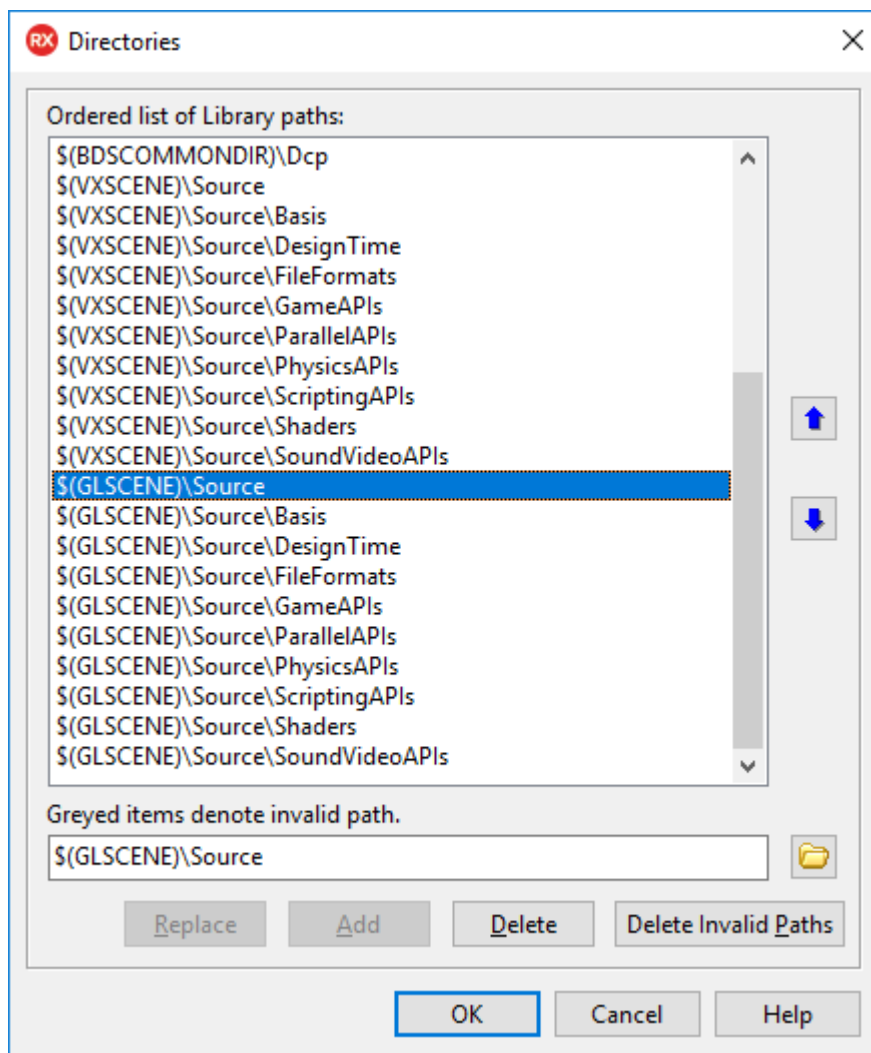 RX Directories
Ordered list of Library paths:
$(BDSCOMMONDIR)\Dcp
$(VXSCENE)\Source
$(VXSCENE)\Source\Basis
$(VXSCENE)\Source\DesignTime
$(VXSCENE)\Source\FileFormats
$(VXSCENE)\Source\GameAPIs
$(VXSCENE)\Source\ParallelAPIs
$(VXSCENE)\Source\PhysicsAPIs
$(VXSCENE)\Source\ScriptingAPIs
$(VXSCENE)\Source\Shaders
$(VXSCENE)\Source\SoundVideoAPIs
$(GLSCENE)\Source
$(GLSCENE)\Source\Basis
$(GLSCENE)\Source\DesignTime
$(GLSCENE)\Source\FileFormats
$(GLSCENE)\Source\GameAPIs
$(GLSCENE)\Source\ParallelAPIs
$(GLSCENE)\Source\PhysicsAPIs
$(GLSCENE)\Source\ScriptingAPIs
$(GLSCENE)\Source\Shaders
$(GLSCENE)\Source\SoundVideoAPIs
Greyed items denote invalid path.
$(GLSCENE)\Source
Replace Add Delete Delete Invalid Paths
OK Cancel Help